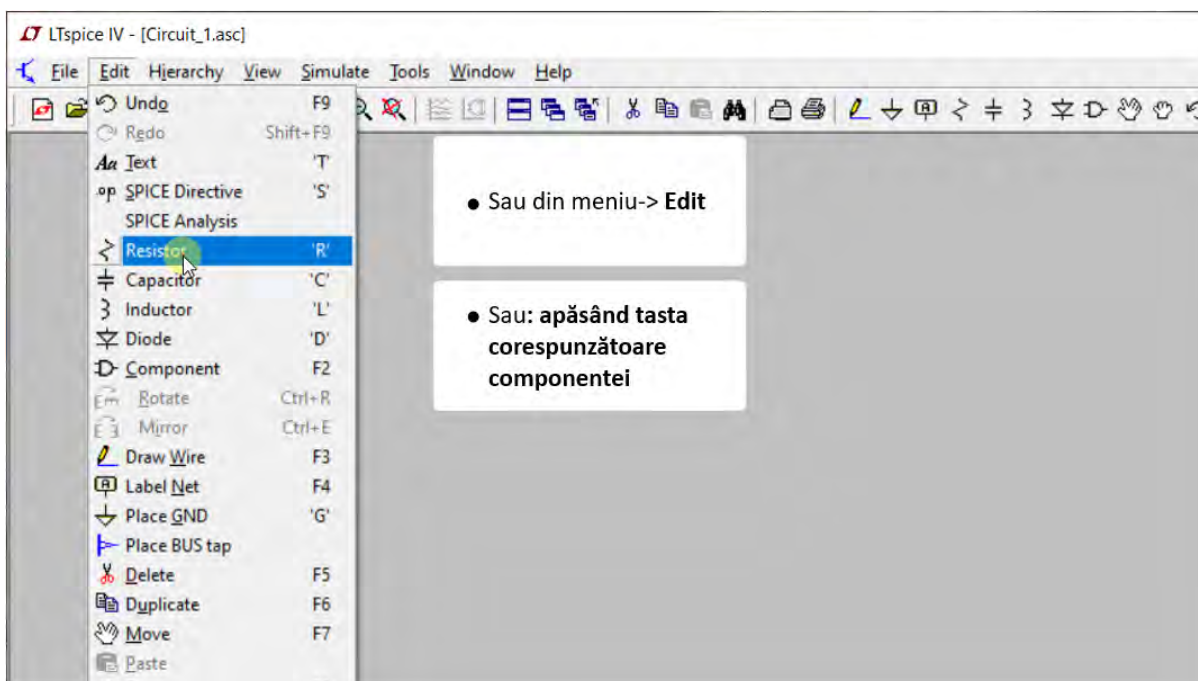 LTspice IV - [Circuit_1.asc]
File Edit Hierarchy View Simulate Tools Window Help
Undo F9
Redo Shift+F9
Aa Text 'T'
.op SPICE Directive 'S'
SPICE Analysis
Resistor 'R'
Capacitor 'C'
Inductor 'L'
Diode 'D'
Component F2
Rotate Ctrl+R
Mirror Ctrl+E
Draw Wire F3
Label Net F4
Place GND 'G'
Place BUS tap
Delete F5
Duplicate F6
Move F7
Paste
● Sau din meniu-> Edit
● Sau: apăsând tasta
corespunzătoare
componentei